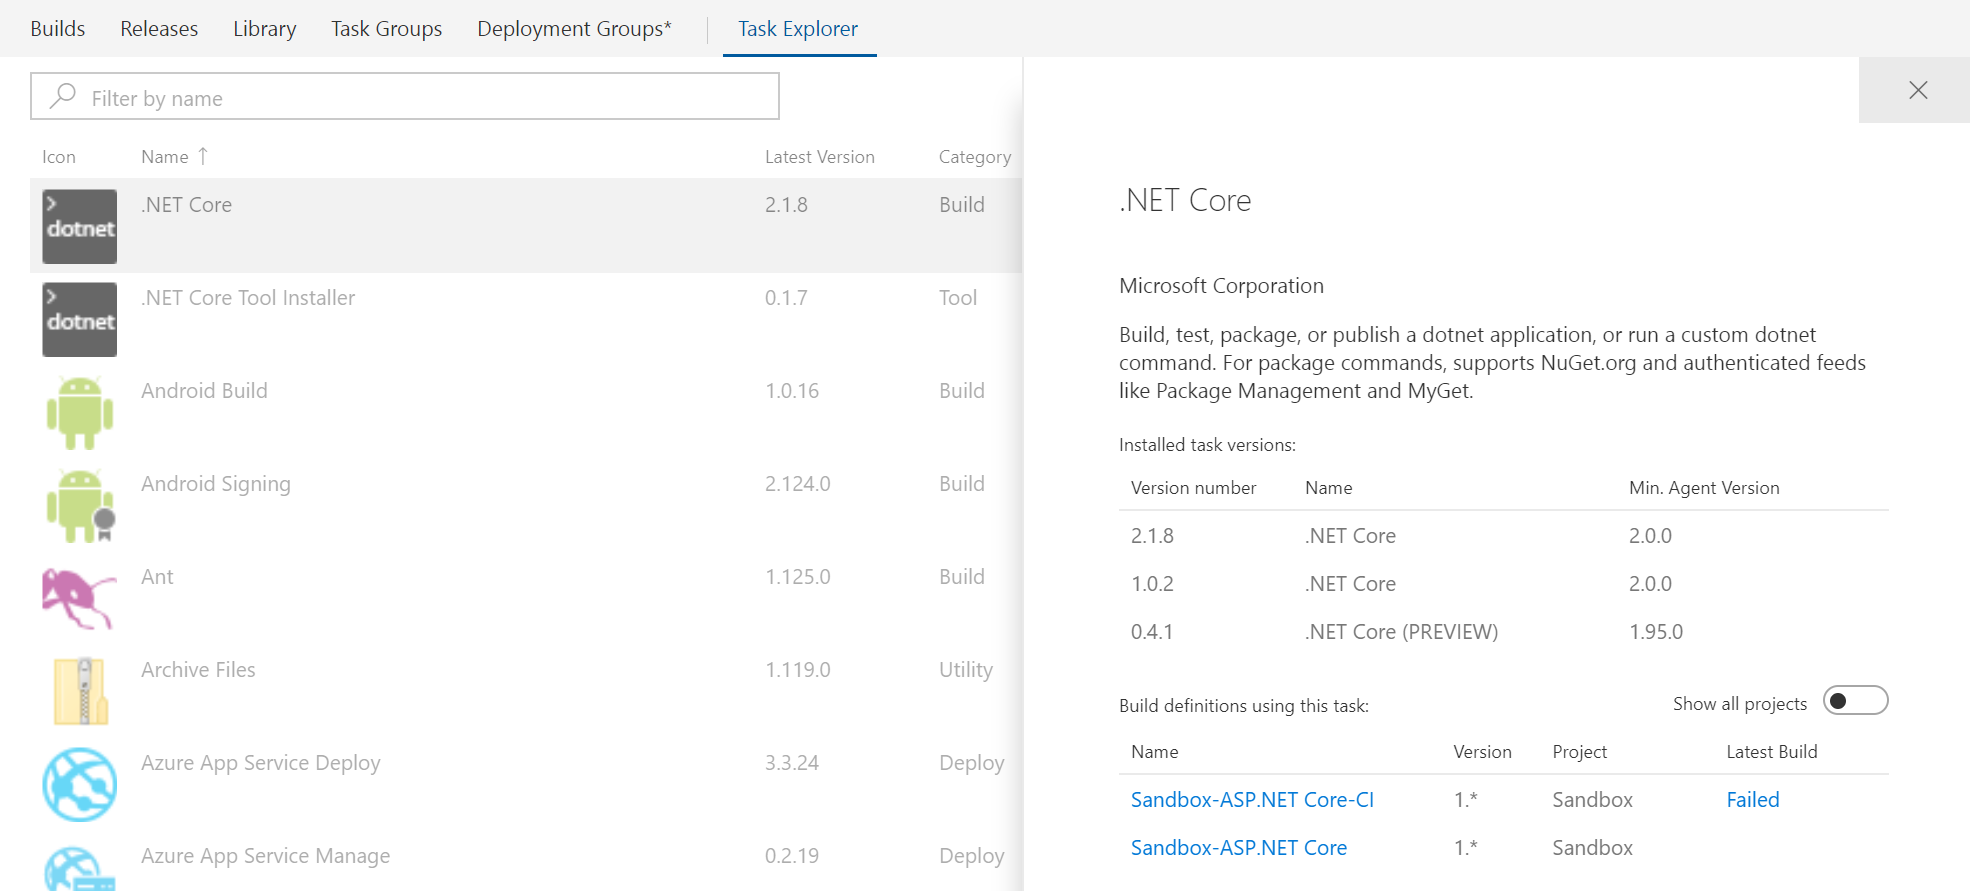 Builds Releases Library Task Groups Deployment Groups* Task Explorer
Filter by name
Icon Name ↑ Latest Version Category
dotnet .NET Core 2.1.8 Build
dotnet .NET Core Tool Installer 0.1.7 Tool
Android Build 1.0.16 Build
Android Signing 2.124.0 Build
Ant 1.125.0 Build
Archive Files 1.119.0 Utility
Azure App Service Deploy 3.3.24 Deploy
Azure App Service Manage 0.2.19 Deploy
.NET Core
Microsoft Corporation
Build, test, package, or publish a dotnet application, or run a custom dotnet
command. For package commands, supports NuGet.org and authenticated feeds
like Package Management and MyGet.
Installed task versions:
Version number Name Min. Agent Version
2.1.8 .NET Core 2.0.0
1.0.2 .NET Core 2.0.0
0.4.1 .NET Core (PREVIEW) 1.95.0
Build definitions using this task: Show all projects
Name Version Project Latest Build
Sandbox-ASP.NET Core-CI 1.* Sandbox Failed
Sandbox-ASP.NET Core 1.* Sandbox